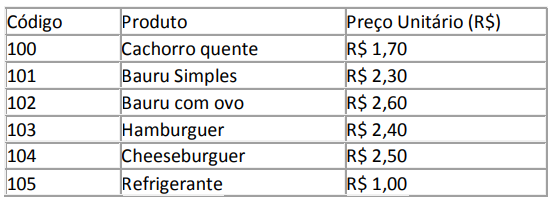 Código Produto Preço Unitário (R$)
100 Cachorro quente R$ 1,70
101 Bauru Simples R$ 2,30
102 Bauru com ovo R$ 2,60
103 Hamburguer R$ 2,40
104 Cheeseburguer R$ 2,50
105 Refrigerante R$ 1,00